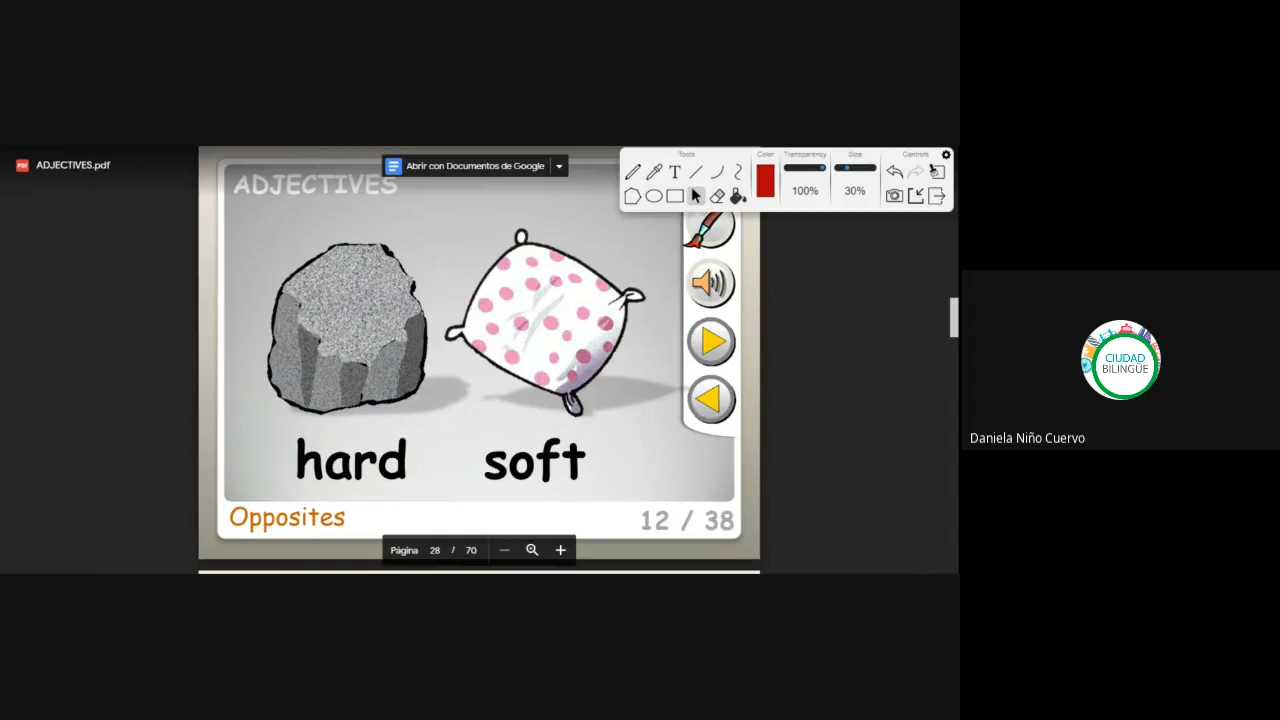 ADJECTIVES.pdf
Abrir con Documentos de Google
Tools
Color
Transparency
Size
Controls
T
100%
30%
ADJECTIVES
hard soft
Opposites
12 / 38
Página 28 / 70
CIUDAD
BILINGÜE
Daniela Niño Cuervo